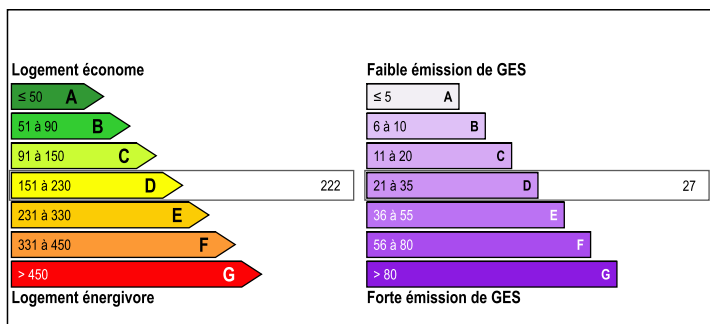 Logement économe
≤ 50 A
51 à 90 B
91 à 150 C
151 à 230 D 222
231 à 330 E
331 à 450 F
> 450 G
Logement énergivore
Faible émission de GES
≤ 5 A
6 à 10 B
11 à 20 C
21 à 35 D 27
36 à 55 E
56 à 80 F
> 80 G
Forte émission de GES